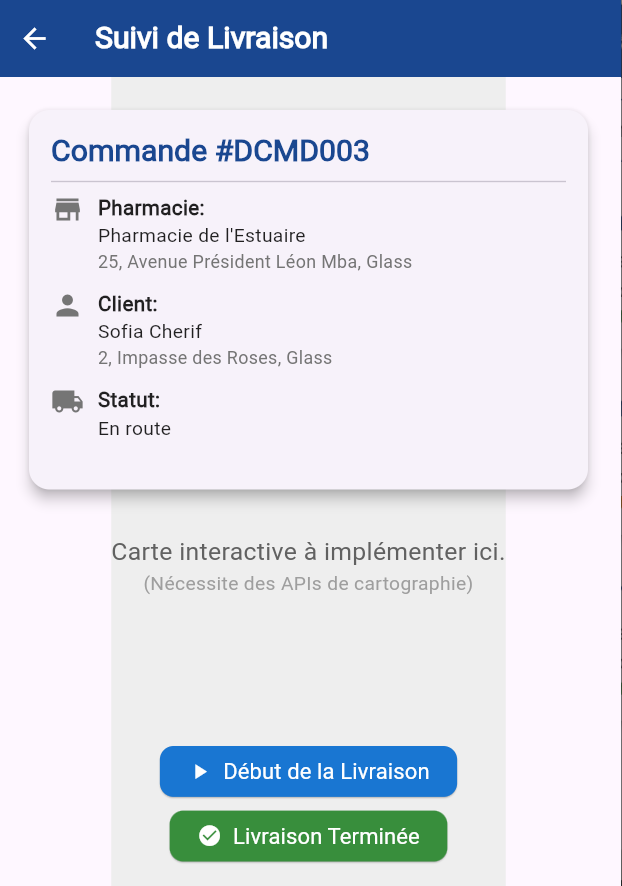 Suivi de Livraison
Commande #DCMD003
Pharmacie:
Pharmacie de l'Estuaire
25, Avenue Président Léon Mba, Glass
Client:
Sofia Cherif
2, Impasse des Roses, Glass
Statut:
En route
Carte interactive à implémenter ici.
(Nécessite des APIs de cartographie)
Début de la Livraison
Livraison Terminée